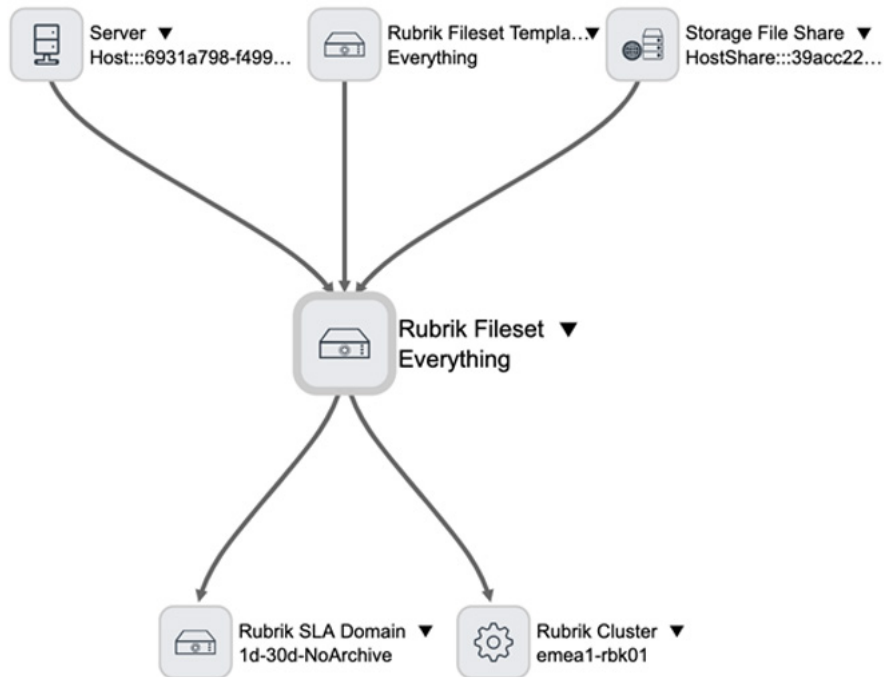 Server
Host:::6931a798-f499...
Rubrik Fileset Templa...
Everything
Storage File Share
HostShare:::39acc22...
Rubrik Fileset
Everything
Rubrik SLA Domain
1d-30d-NoArchive
Rubrik Cluster
emea1-rbk01